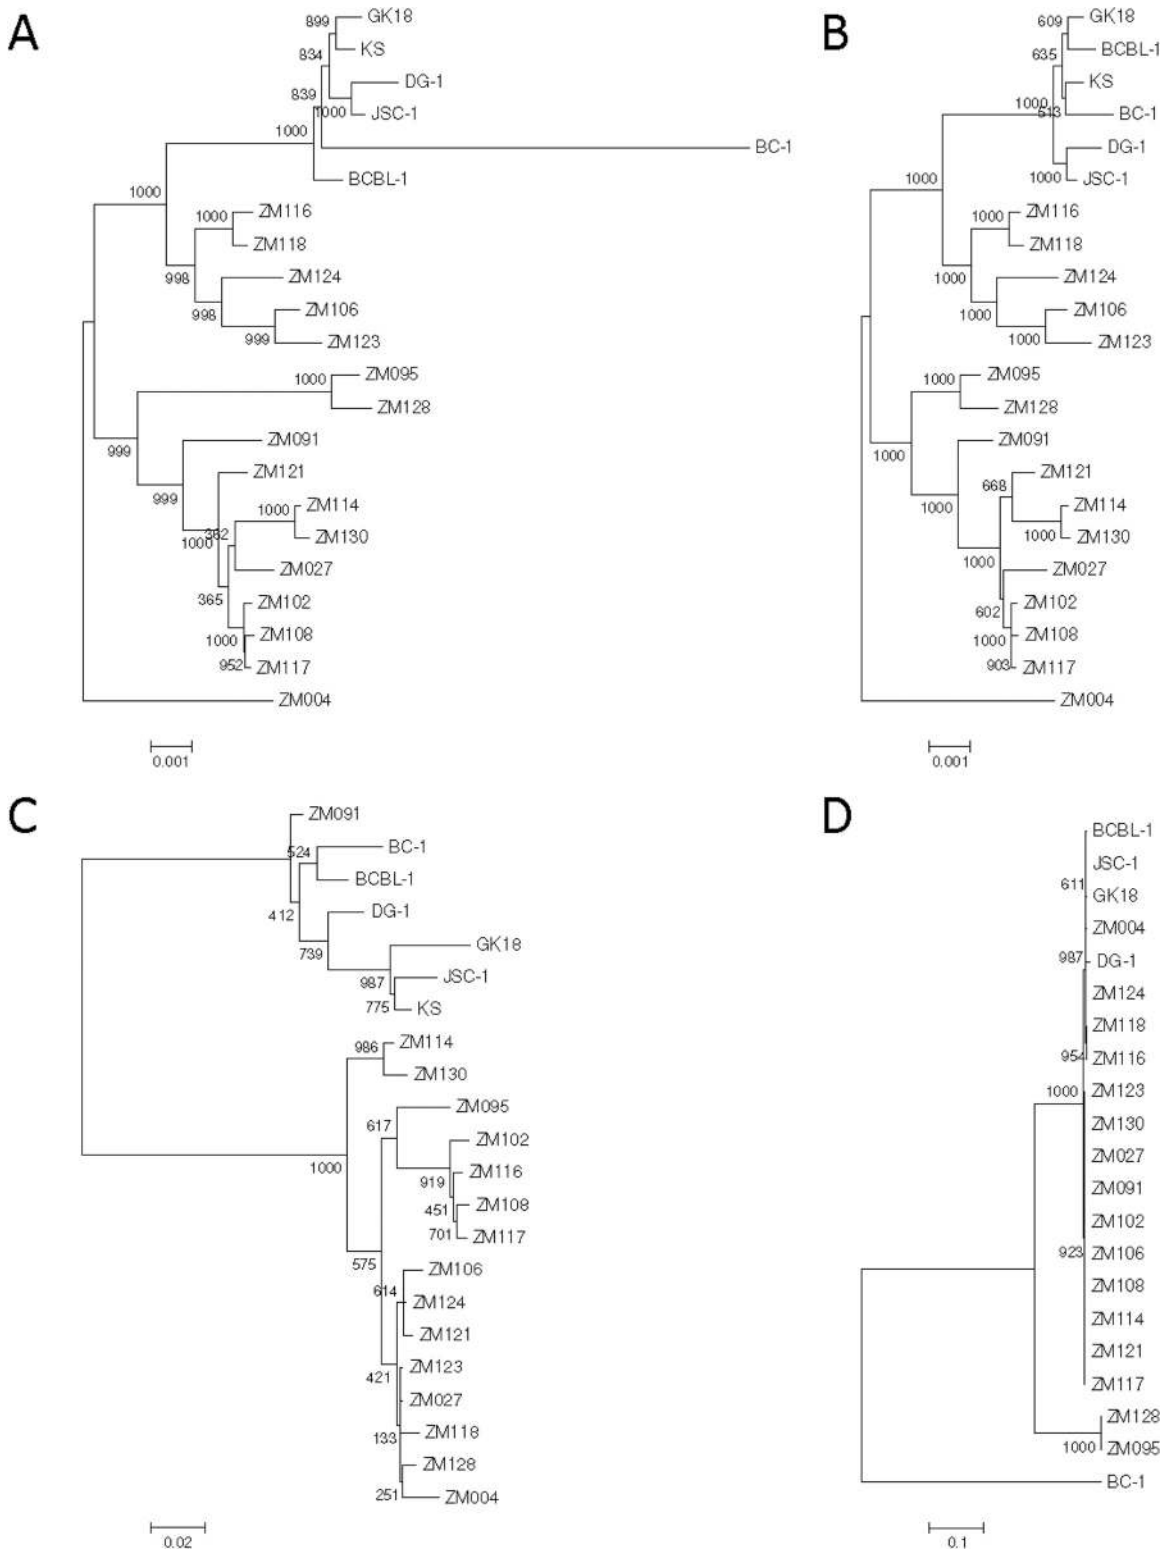 A
899
GK18
KS
834
DG-1
839
1000
JSC-1
1000
BC-1
BCBL-1
1000
ZM116
1000
ZM118
998
ZM124
998
ZM106
999
ZM123
1000
ZM095
ZM128
999
ZM091
999
ZM121
1000
362
ZM114
1000
ZM130
ZM027
365
ZM102
1000
ZM108
952
ZM117
ZM004
0.001
B
609
GK18
635
BCBL-1
KS
1000
513
BC-1
DG-1
1000
JSC-1
1000
ZM116
1000
ZM118
1000
ZM124
1000
ZM106
1000
ZM123
1000
ZM095
ZM128
1000
ZM091
1000
ZM121
668
ZM114
1000
ZM130
1000
ZM027
602
ZM102
1000
ZM108
903
ZM117
ZM004
0.001
C
ZM091
524
BC-1
BCBL-1
412
DG-1
739
GK18
987
JSC-1
775
KS
986
ZM114
ZM130
1000
617
ZM095
ZM102
919
ZM116
451
ZM108
701
ZM117
575
ZM106
614
ZM124
ZM121
421
ZM123
ZM027
133
ZM118
ZM128
251
ZM004
0.02
D
BCBL-1
JSC-1
611
GK18
ZM004
987
DG-1
ZM124
ZM118
954
ZM116
1000
ZM123
ZM130
ZM027
ZM091
ZM102
923
ZM106
ZM108
ZM114
ZM121
ZM117
ZM128
1000
ZM095
BC-1
0.1